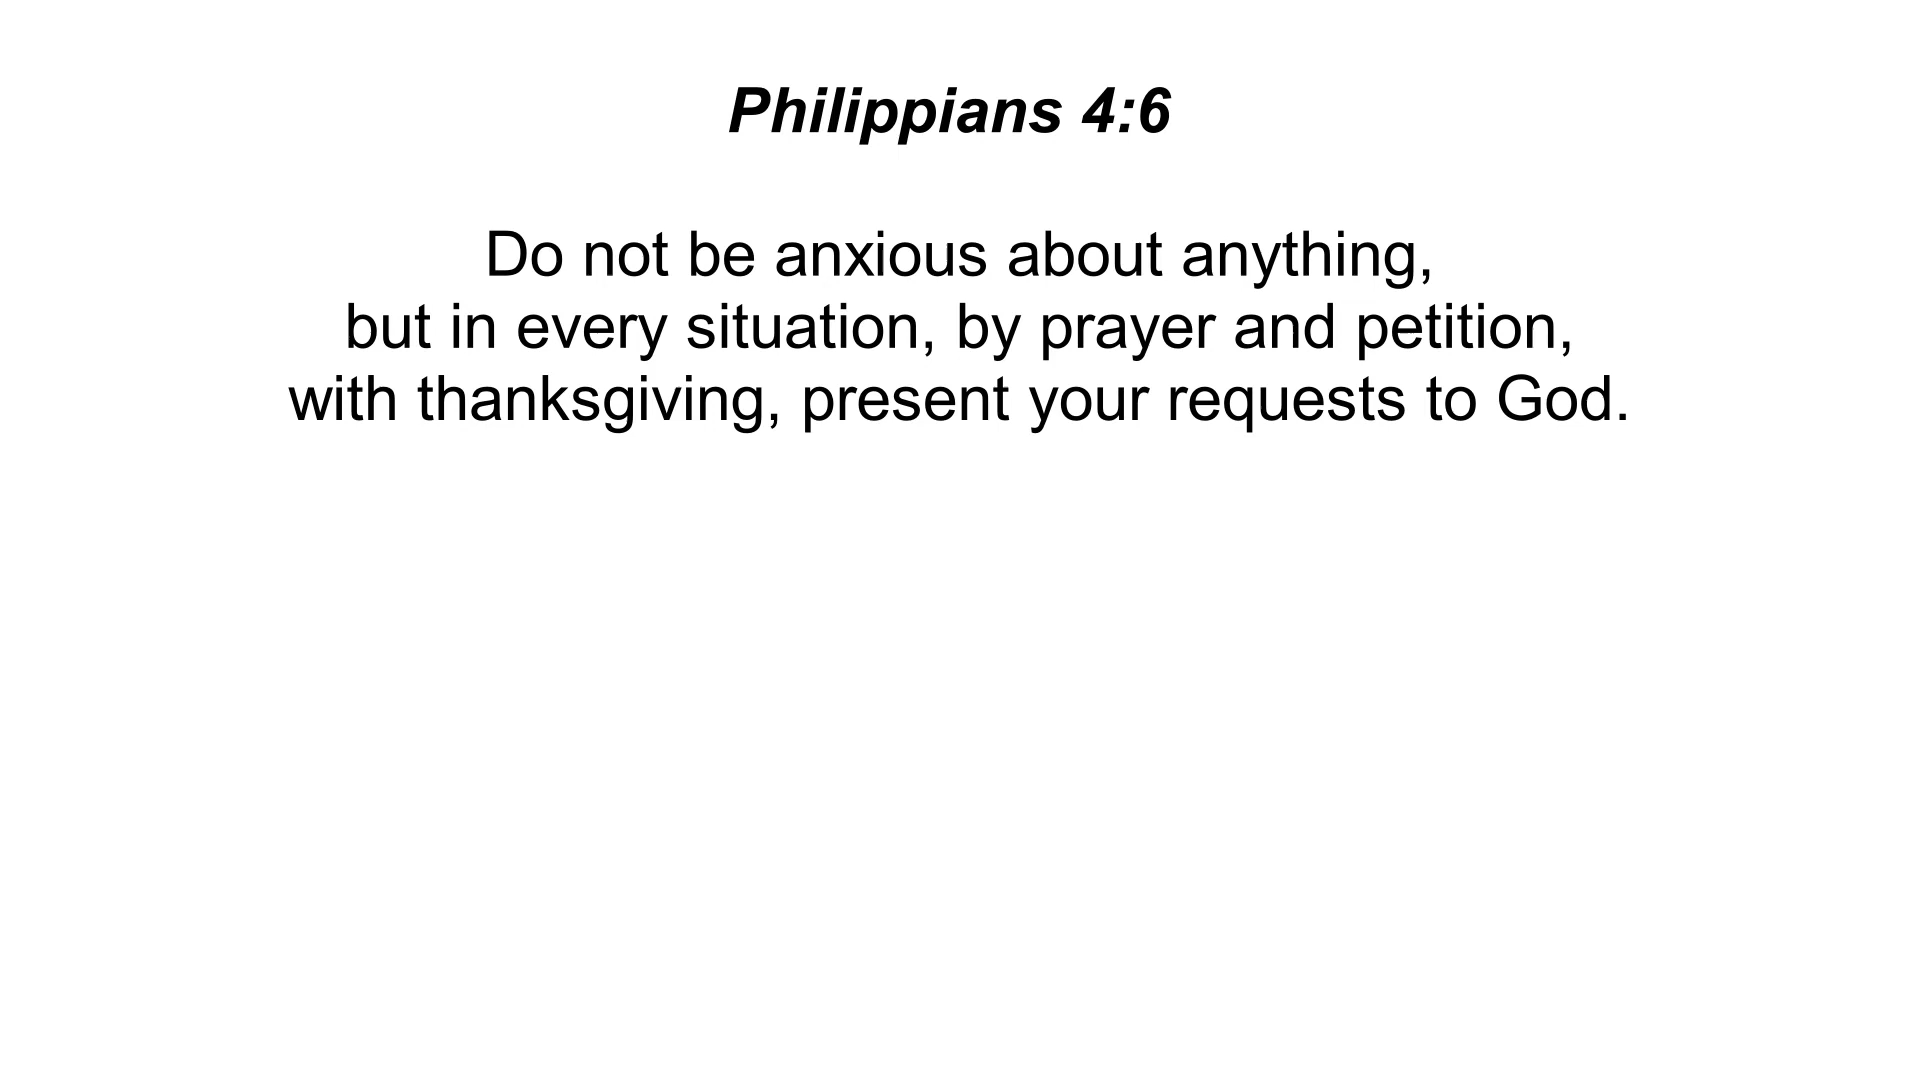 Philippians 4:6
Do not be anxious about anything,
but in every situation, by prayer and petition,
with thanksgiving, present your requests to God.